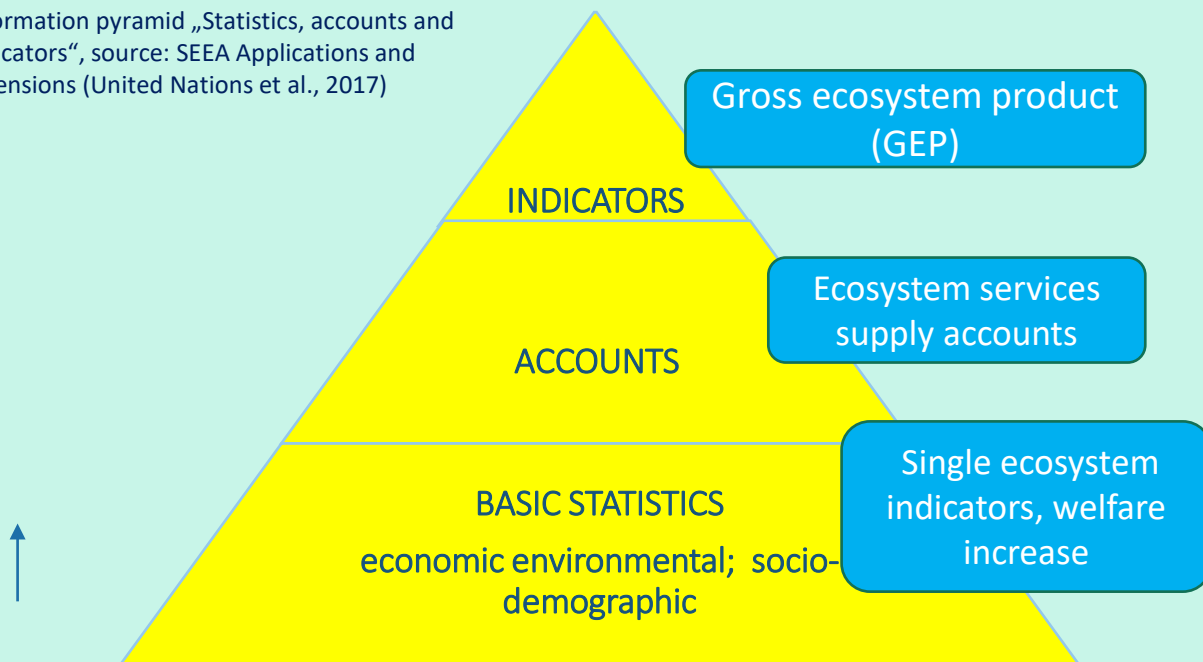 ormation pyramid „Statistics, accounts and
icators“, source: SEEA Applications and
ensions (United Nations et al., 2017)
Gross ecosystem product
(GEP)
INDICATORS
Ecosystem services
supply accounts
ACCOUNTS
Single ecosystem
indicators, welfare
increase
BASIC STATISTICS
economic environmental; socio-
demographic